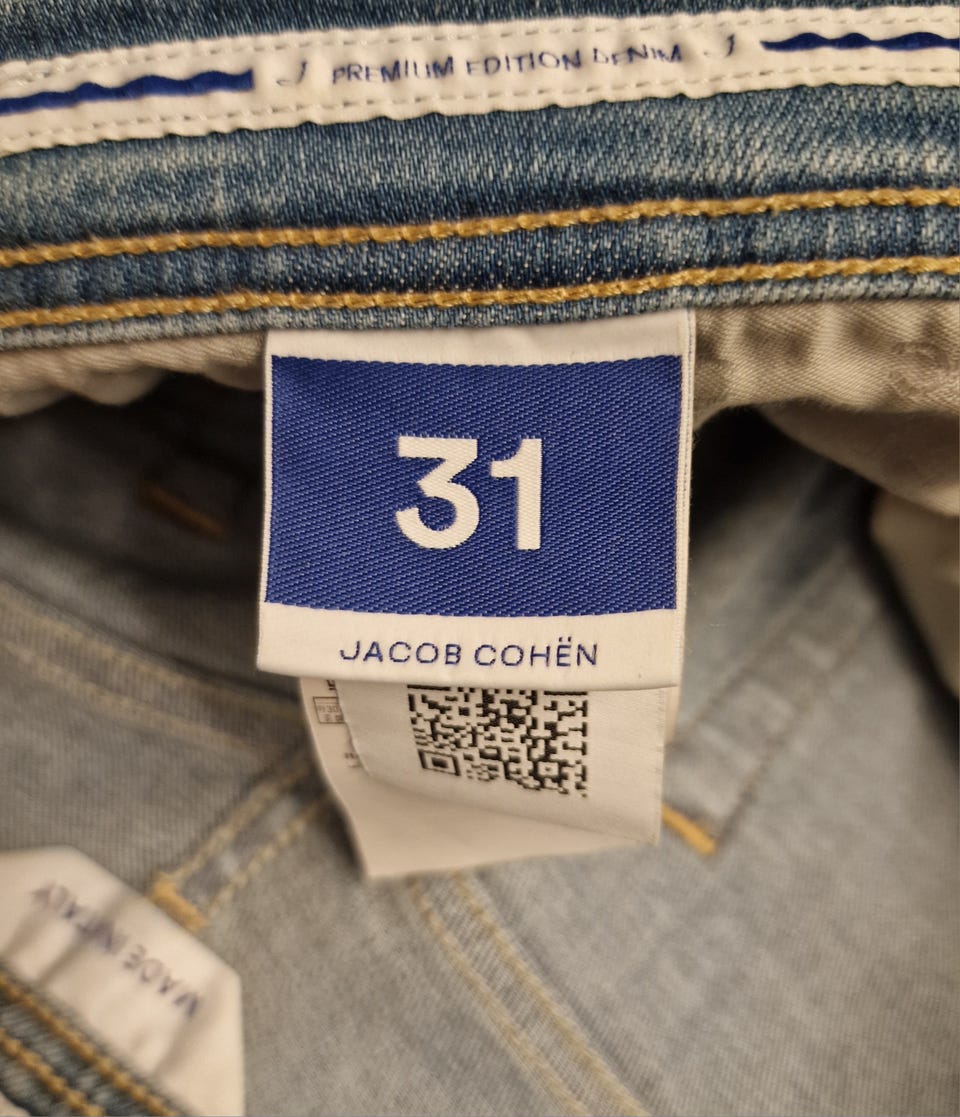 J PREMIUM EDITION DENIM J
31
JACOB COHËN
MADE IN ITALY